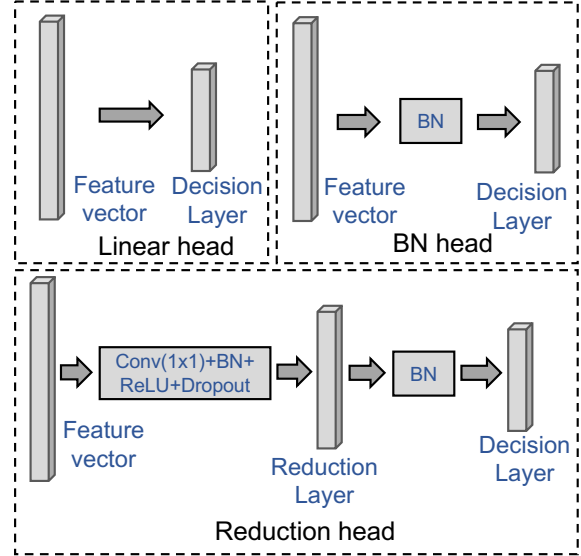 Feature
vector
Decision
Layer
Linear head
BN
Feature
vector
Decision
Layer
BN head
Conv(1x1)+BN+
ReLU+Dropout
BN
Feature
vector
Reduction
Layer
Decision
Layer
Reduction head